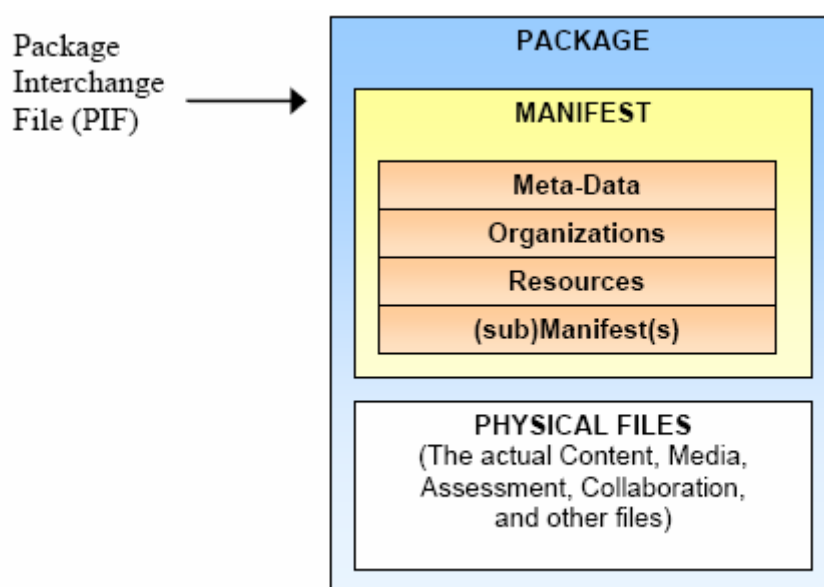 Package
Interchange
File (PIF)
PACKAGE
MANIFEST
Meta-Data
Organizations
Resources
(sub)Manifest(s)
PHYSICAL FILES
(The actual Content, Media,
Assessment, Collaboration,
and other files)